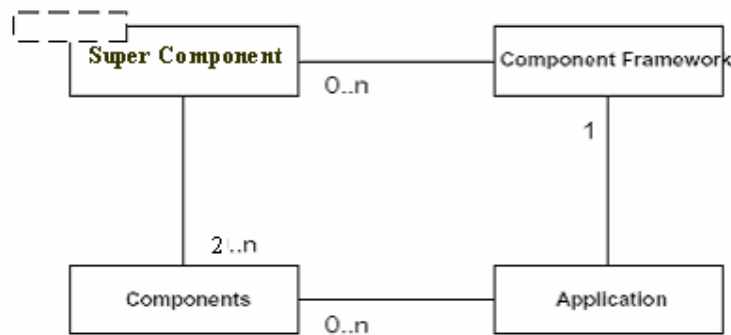 Super Component
Component Framework
0..n
1
2..n
Components
Application
0..n